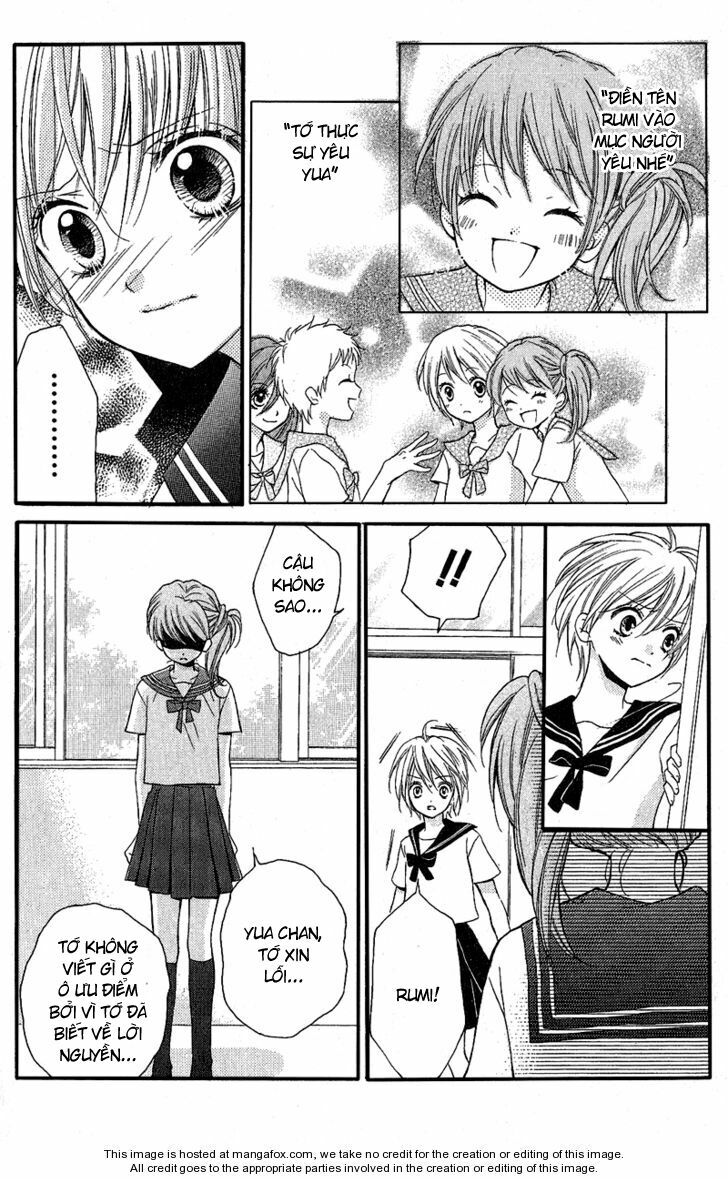 "ĐIỀN TÊN
RUMI VÀO
MỤC NGƯỜI
YÊU NHÉ"
"TỚ THỰC
SỰ YÊU
YUA"
..........
!!
RUMI!
CẬU
KHÔNG
SAO...
YUA CHAN,
TỚ XIN
LỖI...
TỚ KHÔNG
VIẾT GÌ Ở
Ô ƯU ĐIỂM
BỞI VÌ TỚ ĐÃ
BIẾT VỀ LỜI
NGUYỀN...
This image is hosted at mangafox.com, we take no credit for the creation or editing of this image.
All credit goes to the appropriate parties involved in the creation or editing of this image.